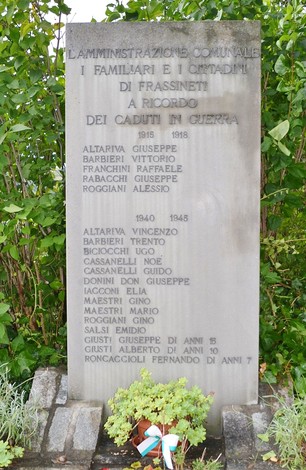 L'AMMINISTRAZIONE COMUNALE
I FAMILIARI E I CITTADINI
DI FRASSINETI
A RICORDO
DEI CADUTI IN GUERRA
1915 1918
ALTARIVA GIUSEPPE
BARBIERI VITTORIO
FRANCHINI RAFFAELE
RABACCHI GIUSEPPE
ROGGIANI ALESSIO
1940 1945
ALTARIVA VINCENZO
BARBIERI TRENTO
BICIOCCHI UGO
CASSANELLI NOE
CASSANELLI GUIDO
DONINI DON GIUSEPPE
IACCONI ELIA
MAESTRI GINO
MAESTRI MARIO
ROGGIANI GINO
SALSI EMIDIO
GIUSTI GIUSEPPE DI ANNI 15
GIUSTI ALBERTO DI ANNI 10
RONCAGLIOLI FERNANDO DI ANNI 7